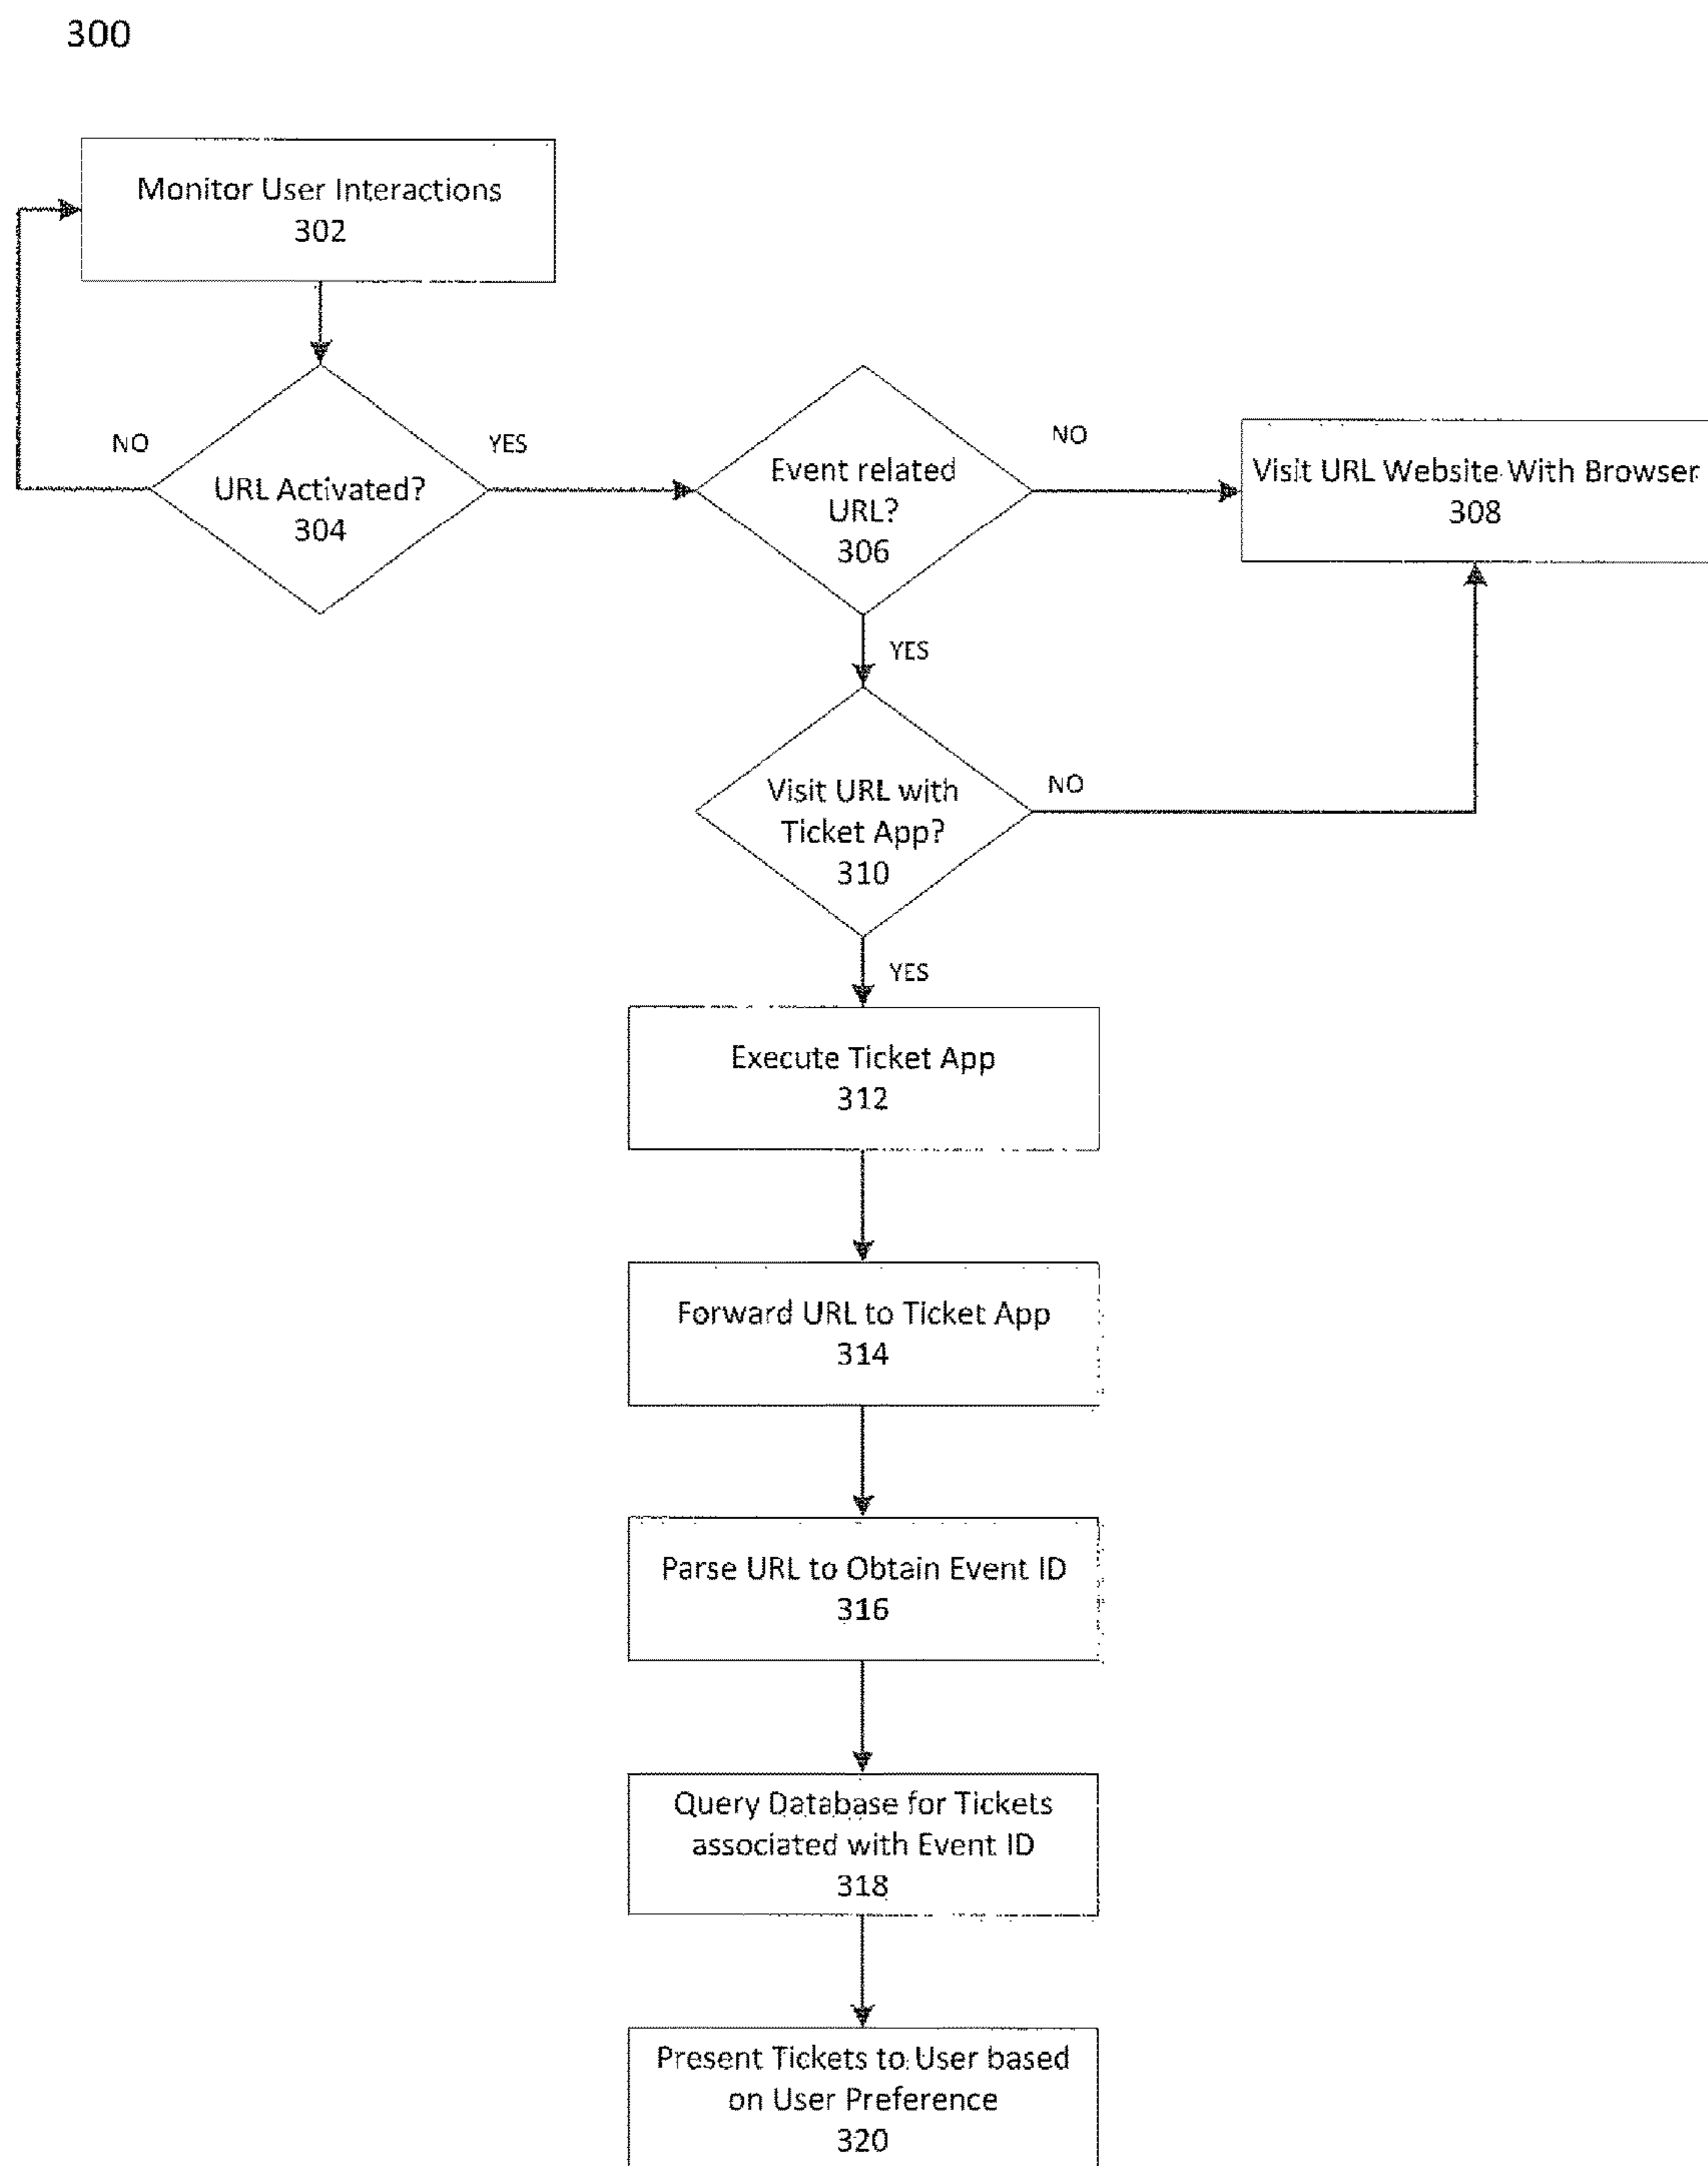 300
Monitor User Interactions
302
NO
YES
URL Activated?
304
Event related
URL?
306
NO
Visit URL Website With Browser
308
YES
Visit URL with
Ticket App?
310
NO
YES
Execute Ticket App
312
Forward URL to Ticket App
314
Parse URL to Obtain Event ID
316
Query Database for Tickets
associated with Event ID
318
Present Tickets to User based
on User Preference
320